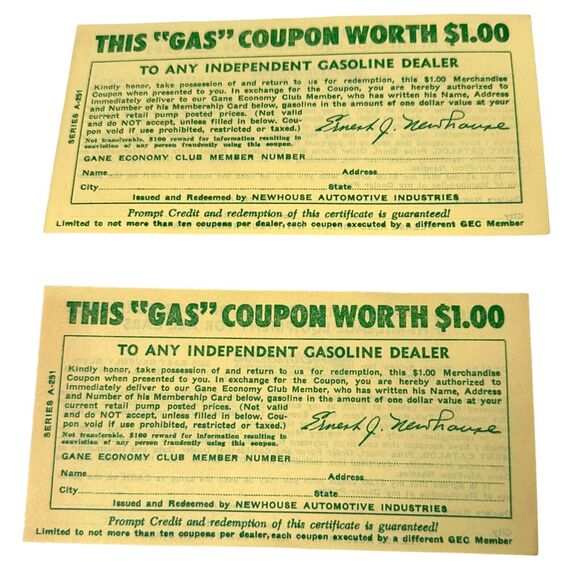 THIS "GAS" COUPON WORTH $1.00
TO ANY INDEPENDENT GASOLINE DEALER
Kindly honor, take possession of and return to us for redemption, this $1.00 Merchandise
Coupon when presented to you. In exchange for the Coupon, you are hereby authorized to
immediately deliver to our Gane Economy Club Member, who has written his Name, Address
and Number of his Membership Card below, gasoline in the amount of one dollar value at your
current retail pump posted prices. (Not valid
and do NOT accept, unless filled in below. Cou-
pon void if use prohibited, restricted or taxed.)
Not transferable. $100 reward for information resulting in
conviction of any person fraudently using this coupon.
Ernest J. Newhouse
SERIES A-251
GANE ECONOMY CLUB MEMBER NUMBER
Name Address
City State
Issued and Redeemed by NEWHOUSE AUTOMOTIVE INDUSTRIES
Prompt Credit and redemption of this certificate is guaranteed!
Limited to not more than ten coupons per dealer, each coupon executed by a different GEC Member
THIS "GAS" COUPON WORTH $1.00
TO ANY INDEPENDENT GASOLINE DEALER
Kindly honor, take possession of and return to us for redemption, this $1.00 Merchandise
Coupon when presented to you. In exchange for the Coupon, you are hereby authorized to
immediately deliver to our Gane Economy Club Member, who has written his Name, Address
and Number of his Membership Card below, gasoline in the amount of one dollar value at your
current retail pump posted prices. (Not valid
and do NOT accept, unless filled in below. Cou-
pon void if use prohibited, restricted or taxed.)
Not transferable. $100 reward for information resulting in
conviction of any person fraudently using this coupon.
Ernest J. Newhouse
SERIES A-251
GANE ECONOMY CLUB MEMBER NUMBER
Name Address
City State
Issued and Redeemed by NEWHOUSE AUTOMOTIVE INDUSTRIES
Prompt Credit and redemption of this certificate is guaranteed!
Limited to not more than ten coupons per dealer, each coupon executed by a different GEC Member